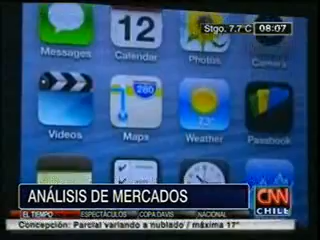 12
Stgo. 7.7°C 08:07
Messages Calendar Photos Camera
280
73°
Videos Maps Weather Passbook
ANÁLISIS DE MERCADOS
CNN
CHILE
EL TIEMPO ESPECTÁCULOS COPA DAVIS NACIONAL
Concepción: Parcial variando a nublado / máxima 17°